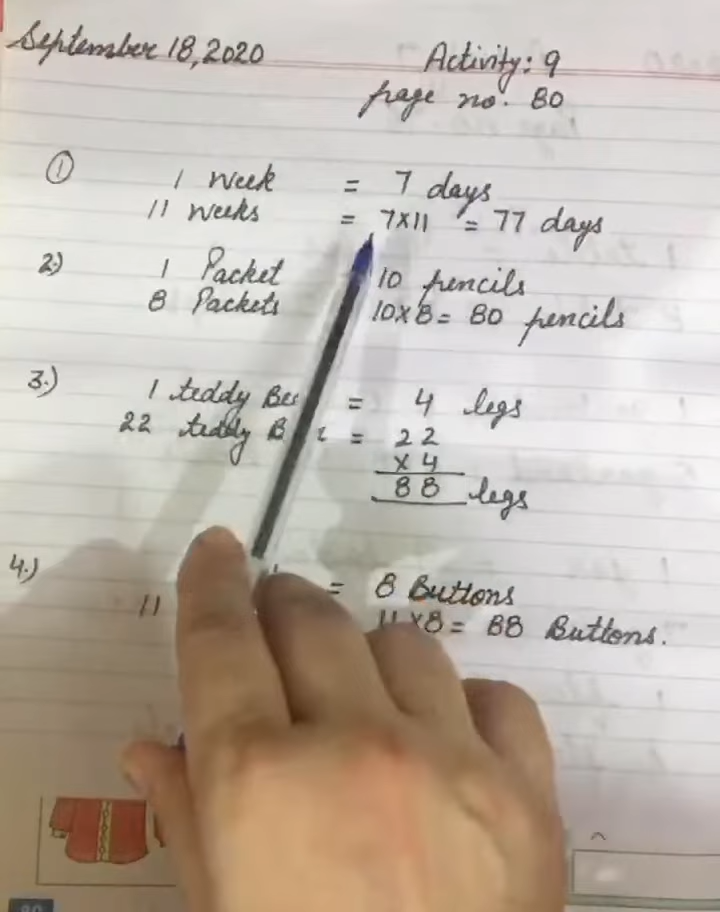 September 18, 2020
Activity: 9
page no. 80
① 1 week = 7 days
11 weeks = 7x11 = 77 days
2) 1 Packet 10 pencils
8 Packets 10x8= 80 pencils
3.) 1 teddy = 4 legs
22 teddy = 22
x 4
88 legs
4.) = 8 Buttons
11 11 x8= 88 Buttons.
80